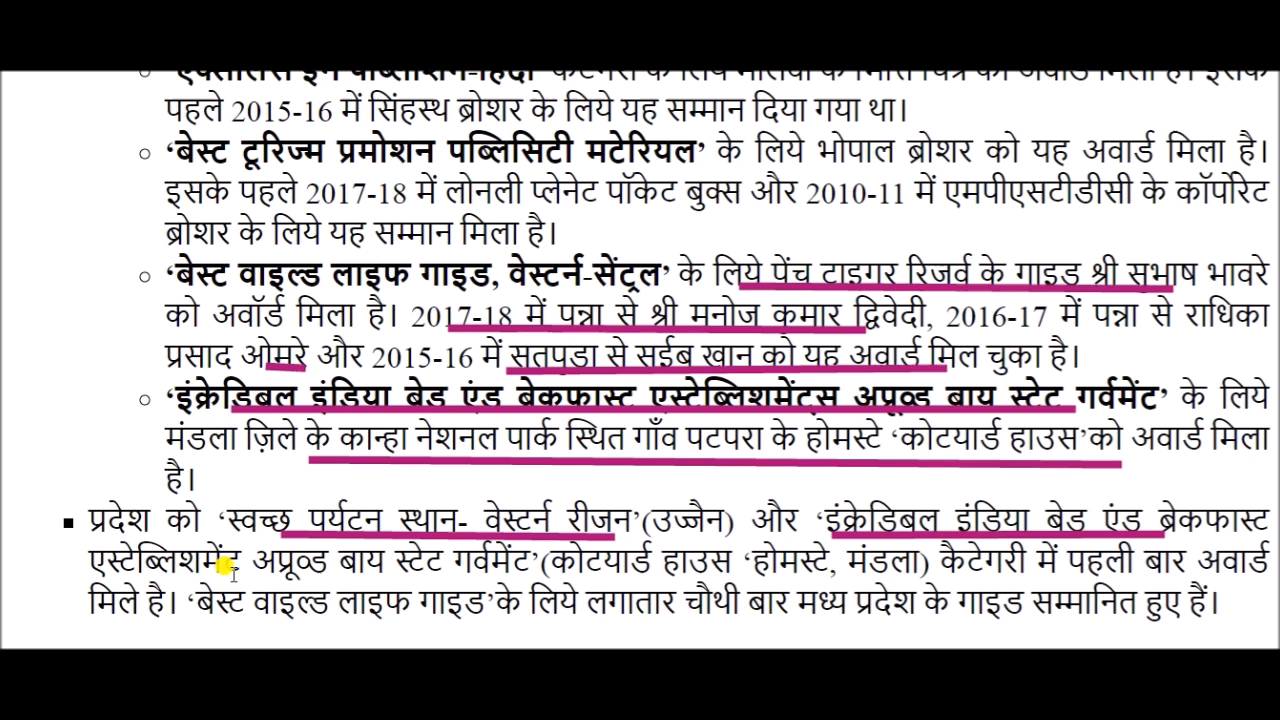 पहले 2015-16 में सिंहस्थ ब्रोशर के लिये यह सम्मान दिया गया था।
‘बेस्ट टूरिज्म प्रमोशन पब्लिसिटी मटेरियल’ के लिये भोपाल ब्रोशर को यह अवार्ड मिला है।
इसके पहले 2017-18 में लोनली प्लेनेट पॉकेट बुक्स और 2010-11 में एमपीएसटीडीसी के कॉर्पोरेट
ब्रोशर के लिये यह सम्मान मिला है।
‘बेस्ट वाइल्ड लाइफ गाइड, वेस्टर्न-सेंट्रल’ के लिये पेंच टाइगर रिजर्व के गाइड श्री सुभाष भावरे
को अवॉर्ड मिला है। 2017-18 में पन्ना से श्री मनोज कुमार द्विवेदी, 2016-17 में पन्ना से राधिका
प्रसाद ओमरे और 2015-16 में सतपुडा से सईब खान को यह अवार्ड मिल चुका है।
‘इंक्रेडिबल इंडिया बेड एंड ब्रेकफास्ट एस्टेब्लिशमेंट्स अप्रूव्ड बाय स्टेट गर्वमेंट’ के लिये
मंडला ज़िले के कान्हा नेशनल पार्क स्थित गाँव पटपरा के होमस्टे ‘कोटयार्ड हाउस’को अवार्ड मिला
है।
प्रदेश को ‘स्वच्छ पर्यटन स्थान- वेस्टर्न रीजन’(उज्जैन) और ‘इंक्रेडिबल इंडिया बेड एंड ब्रेकफास्ट
एस्टेब्लिशमेंट अप्रूव्ड बाय स्टेट गर्वमेंट’(कोटयार्ड हाउस ‘होमस्टे, मंडला) कैटेगरी में पहली बार अवार्ड
मिले है। ‘बेस्ट वाइल्ड लाइफ गाइड’के लिये लगातार चौथी बार मध्य प्रदेश के गाइड सम्मानित हुए हैं।